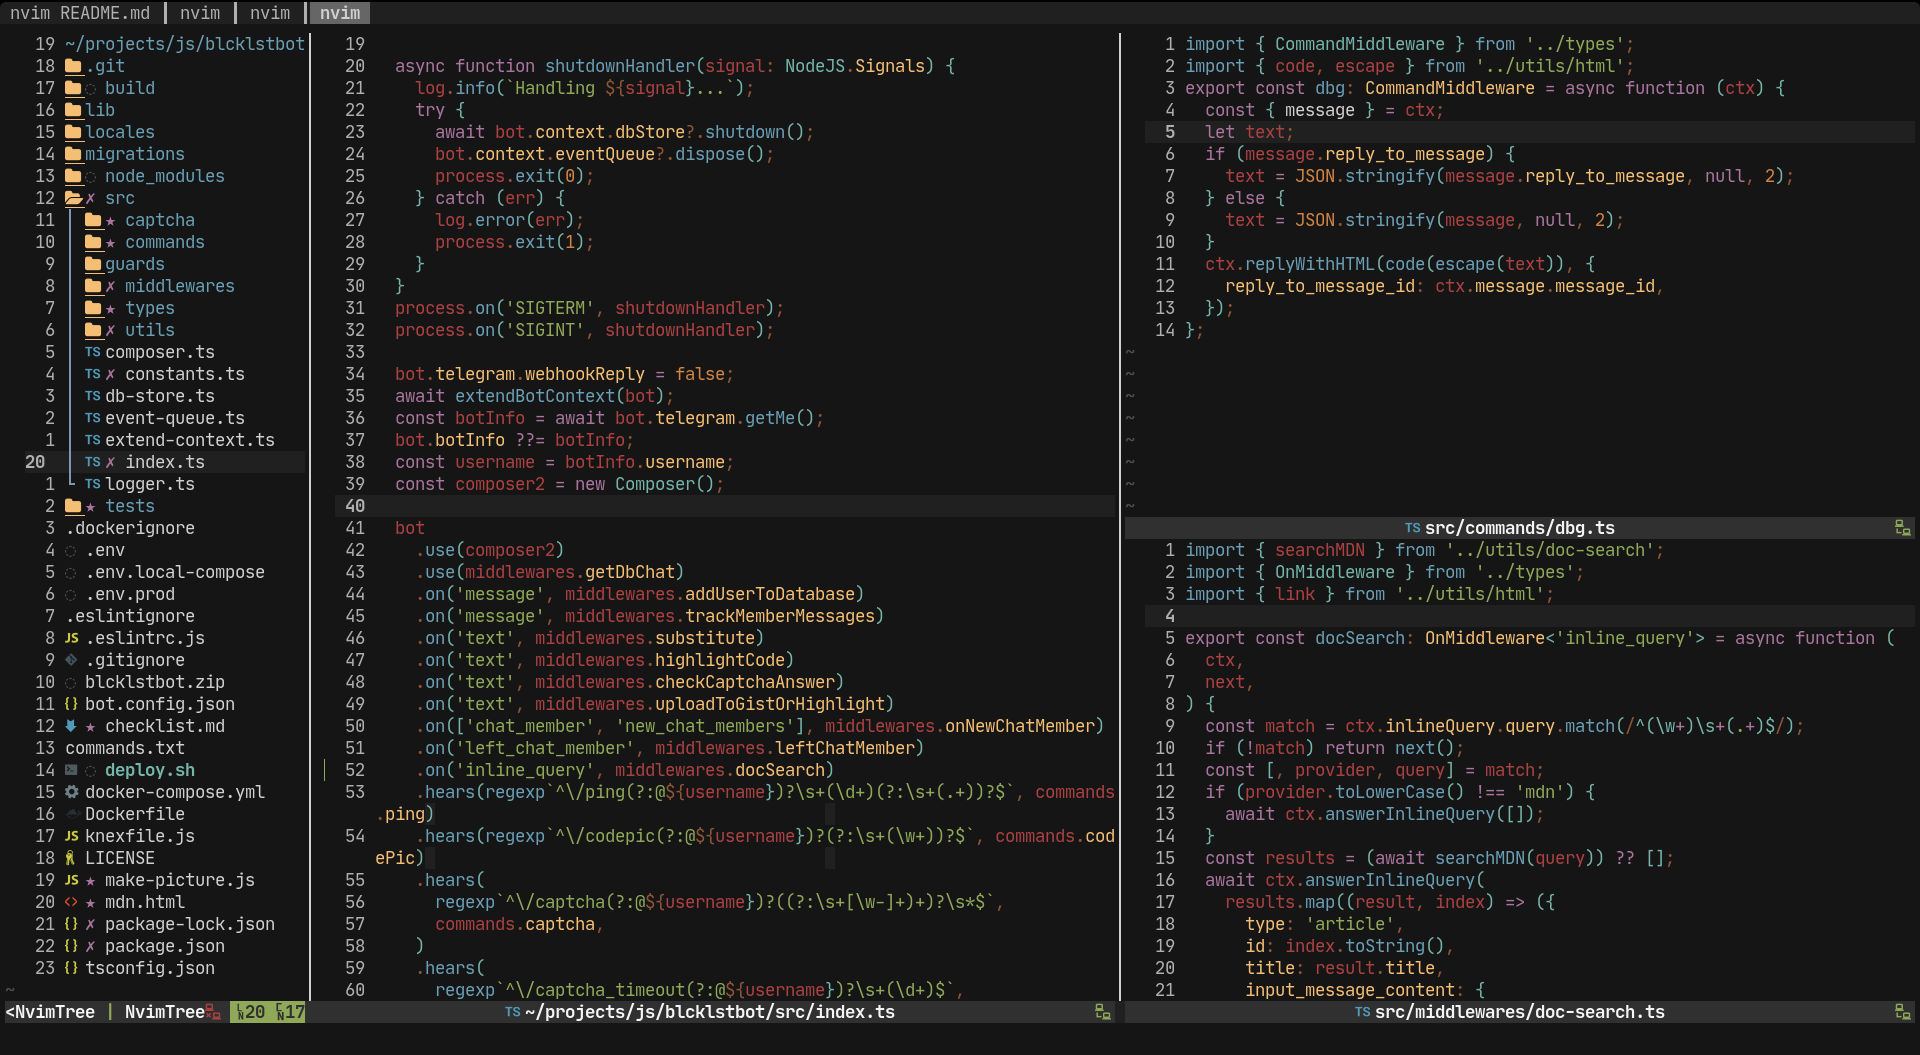 nvim README.md | nvim | nvim | nvim
19 ~/projects/js/blcklstbot
18 .git
17 build
16 lib
15 locales
14 migrations
13 node_modules
12 ✗ src
11 ★ captcha
10 ★ commands
9 guards
8 ✗ middlewares
7 ★ types
6 ✗ utils
5 TS composer.ts
4 TS ✗ constants.ts
3 TS db-store.ts
2 TS event-queue.ts
1 TS extend-context.ts
20 TS ✗ index.ts
1 TS logger.ts
2 ★ tests
3 .dockerignore
4 .env
5 .env.local-compose
6 .env.prod
7 .eslintignore
8 JS .eslintrc.js
9 .gitignore
10 blcklstbot.zip
11 {} bot.config.json
12 ★ checklist.md
13 commands.txt
14 deploy.sh
15 docker-compose.yml
16 Dockerfile
17 JS knexfile.js
18 LICENSE
19 JS ★ make-picture.js
20 <> ★ mdn.html
21 {} ✗ package-lock.json
22 {} ✗ package.json
23 {} tsconfig.json
~
<NvimTree | NvimTree 20 17
19
20 async function shutdownHandler(signal: NodeJS.Signals) {
21 log.info(`Handling ${signal}...`);
22 try {
23 await bot.context.dbStore?.shutdown();
24 bot.context.eventQueue?.dispose();
25 process.exit(0);
26 } catch (err) {
27 log.error(err);
28 process.exit(1);
29 }
30 }
31 process.on('SIGTERM', shutdownHandler);
32 process.on('SIGINT', shutdownHandler);
33
34 bot.telegram.webhookReply = false;
35 await extendBotContext(bot);
36 const botInfo = await bot.telegram.getMe();
37 bot.botInfo ??= botInfo;
38 const username = botInfo.username;
39 const composer2 = new Composer();
40
41 bot
42 .use(composer2)
43 .use(middlewares.getDbChat)
44 .on('message', middlewares.addUserToDatabase)
45 .on('message', middlewares.trackMemberMessages)
46 .on('text', middlewares.substitute)
47 .on('text', middlewares.highlightCode)
48 .on('text', middlewares.checkCaptchaAnswer)
49 .on('text', middlewares.uploadToGistOrHighlight)
50 .on(['chat_member', 'new_chat_members'], middlewares.onNewChatMember)
51 .on('left_chat_member', middlewares.leftChatMember)
52 .on('inline_query', middlewares.docSearch)
53 .hears(regexp`^\/ping(?:@${username})?\s+(\d+)(?:\s+(.+))?$`, commands
.ping)
54 .hears(regexp`^\/codepic(?:@${username})?(?:\s+(\w+))?$`, commands.cod
ePic)
55 .hears(
56 regexp`^\/captcha(?:@${username})?((?:\s+[\w-]+)+)?\s*$`,
57 commands.captcha,
58 )
59 .hears(
60 regexp`^\/captcha_timeout(?:@${username})?\s+(\d+)$`,
TS ~/projects/js/blcklstbot/src/index.ts
1 import { CommandMiddleware } from '../types';
2 import { code, escape } from '../utils/html';
3 export const dbg: CommandMiddleware = async function (ctx) {
4 const { message } = ctx;
5 let text;
6 if (message.reply_to_message) {
7 text = JSON.stringify(message.reply_to_message, null, 2);
8 } else {
9 text = JSON.stringify(message, null, 2);
10 }
11 ctx.replyWithHTML(code(escape(text)), {
12 reply_to_message_id: ctx.message.message_id,
13 });
14 };
~
~
~
~
~
~
~
~
TS src/commands/dbg.ts
1 import { searchMDN } from '../utils/doc-search';
2 import { OnMiddleware } from '../types';
3 import { link } from '../utils/html';
4
5 export const docSearch: OnMiddleware<'inline_query'> = async function (
6 ctx,
7 next,
8 ) {
9 const match = ctx.inlineQuery.query.match(/^(\w+)\s+(.+)$/);
10 if (!match) return next();
11 const [, provider, query] = match;
12 if (provider.toLowerCase() !== 'mdn') {
13 await ctx.answerInlineQuery([]);
14 }
15 const results = (await searchMDN(query)) ?? [];
16 await ctx.answerInlineQuery(
17 results.map((result, index) => ({
18 type: 'article',
19 id: index.toString(),
20 title: result.title,
21 input_message_content: {
TS src/middlewares/doc-search.ts